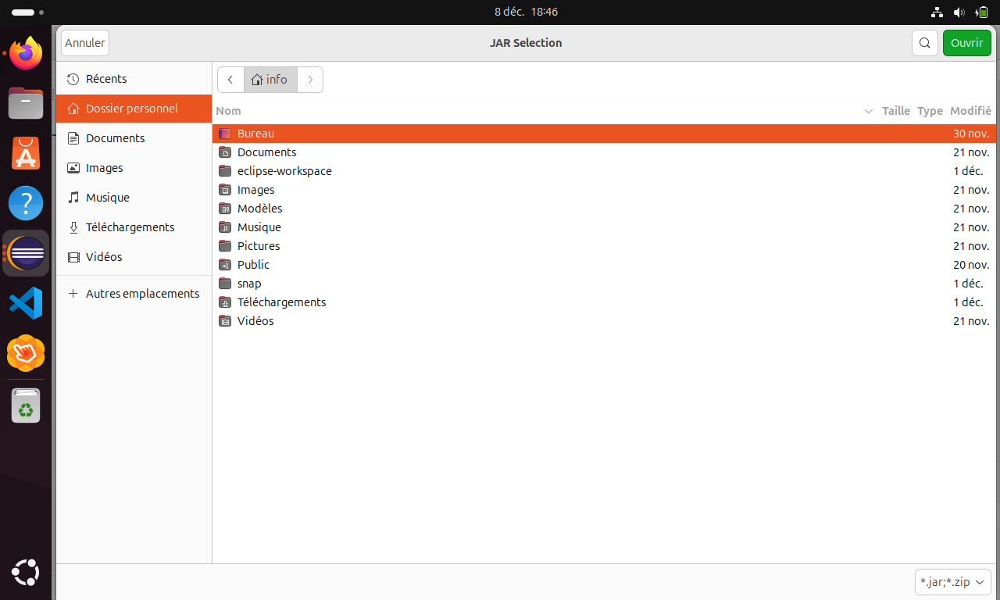 8 déc. 18:46
Annuler
JAR Selection
Ouvrir
Récents
Dossier personnel
Documents
Images
Musique
Téléchargements
Vidéos
Autres emplacements
info
Nom Taille Type Modifié
Bureau 30 nov.
Documents 21 nov.
eclipse-workspace 1 déc.
Images 21 nov.
Modèles 21 nov.
Musique 21 nov.
Pictures 21 nov.
Public 20 nov.
snap 1 déc.
Téléchargements 1 déc.
Vidéos 21 nov.
*.jar;*.zip